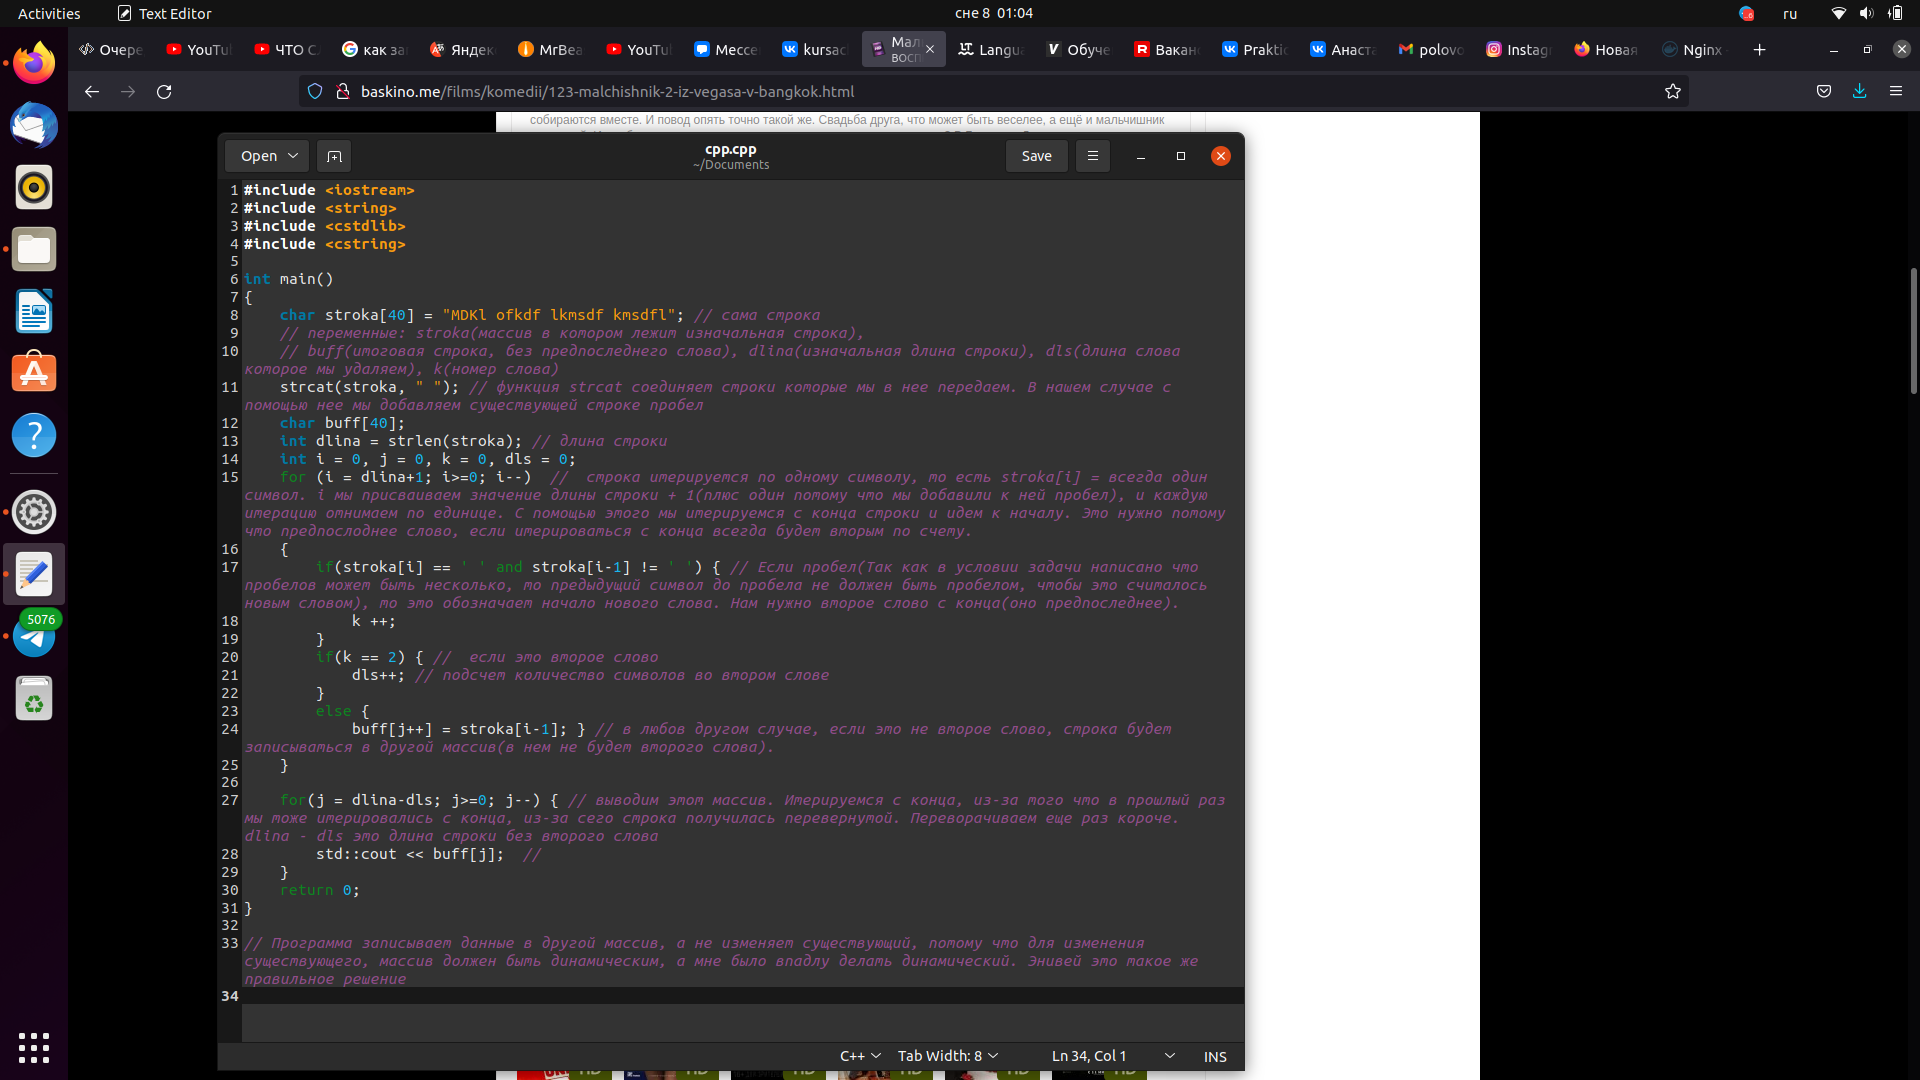 Activities
Text Editor
сне 8 01:04
ru
Очере
YouTu
ЧТО С
как за
Яндек
MrBea
YouTu
Мессе
kursac
Мал
ВОСП
Langu
Обуче
Вакан
Praktic
Анаста
polovo
Instag
Новая
Nginx
baskino.me/films/komedii/123-malchishnik-2-iz-vegasa-v-bangkok.html
собираются вместе. И повод опять точно такой же. Свадьба друга, что может быть веселее, а ещё и мальчишник
Open
cpp.cpp
~/Documents
Save
1 #include <iostream>
2 #include <string>
3 #include <cstdlib>
4 #include <cstring>
5
6 int main()
7 {
8 char stroka[40] = "MDKl ofkdf lkmsdf kmsdfl"; // сама строка
9 // переменные: stroka(массив в котором лежит изначальная строка),
10 // buff(итоговая строка, без предпоследнего слова), dlina(изначальная длина строки), dls(длина слова
которое мы удаляем), k(номер слова)
11 strcat(stroka, " "); // функция strcat соединяет строки которые мы в нее передаем. В нашем случае с
помощью нее мы добавляем существующей строке пробел
12 char buff[40];
13 int dlina = strlen(stroka); // длина строки
14 int i = 0, j = 0, k = 0, dls = 0;
15 for (i = dlina+1; i>=0; i--) // строка итерируется по одному символу, то есть stroka[i] = всегда один
символ. i мы присваиваем значение длины строки + 1(плюс один потому что мы добавили к ней пробел), и каждую
итерацию отнимаем по единице. С помощью этого мы итерируемся с конца строки и идем к началу. Это нужно потому
что предпослоднее слово, если итерироваться с конца всегда будет вторым по счету.
16 {
17 if(stroka[i] == ' ' and stroka[i-1] != ' ') { // Если пробел(Так как в условии задачи написано что
пробелов может быть несколько, то предыдущий символ до пробела не должен быть пробелом, чтобы это считалось
новым словом), то это обозначает начало нового слова. Нам нужно второе слово с конца(оно предпоследнее).
18 k ++;
19 }
20 if(k == 2) { // если это второе слово
21 dls++; // подсчет количество символов во втором слове
22 }
23 else {
24 buff[j++] = stroka[i-1]; } // в любов другом случае, если это не второе слово, строка будет
записываться в другой массив(в нем не будет второго слова).
25 }
26
27 for(j = dlina-dls; j>=0; j--) { // выводим этот массив. Итерируемся с конца, из-за того что в прошлый раз
мы тоже итерировались с конца, из-за сего строка получилась перевернутой. Переворачиваем еще раз короче.
dlina - dls это длина строки без второго слова
28 std::cout << buff[j]; //
29 }
30 return 0;
31 }
32
33 // Программа записывает данные в другой массив, а не изменяет существующий, потому что для изменения
существующего, массив должен быть динамическим, а мне было впадлу делать динамический. Энивей это такое же
правильное решение
34
5076
C++
Tab Width: 8
Ln 34, Col 1
INS